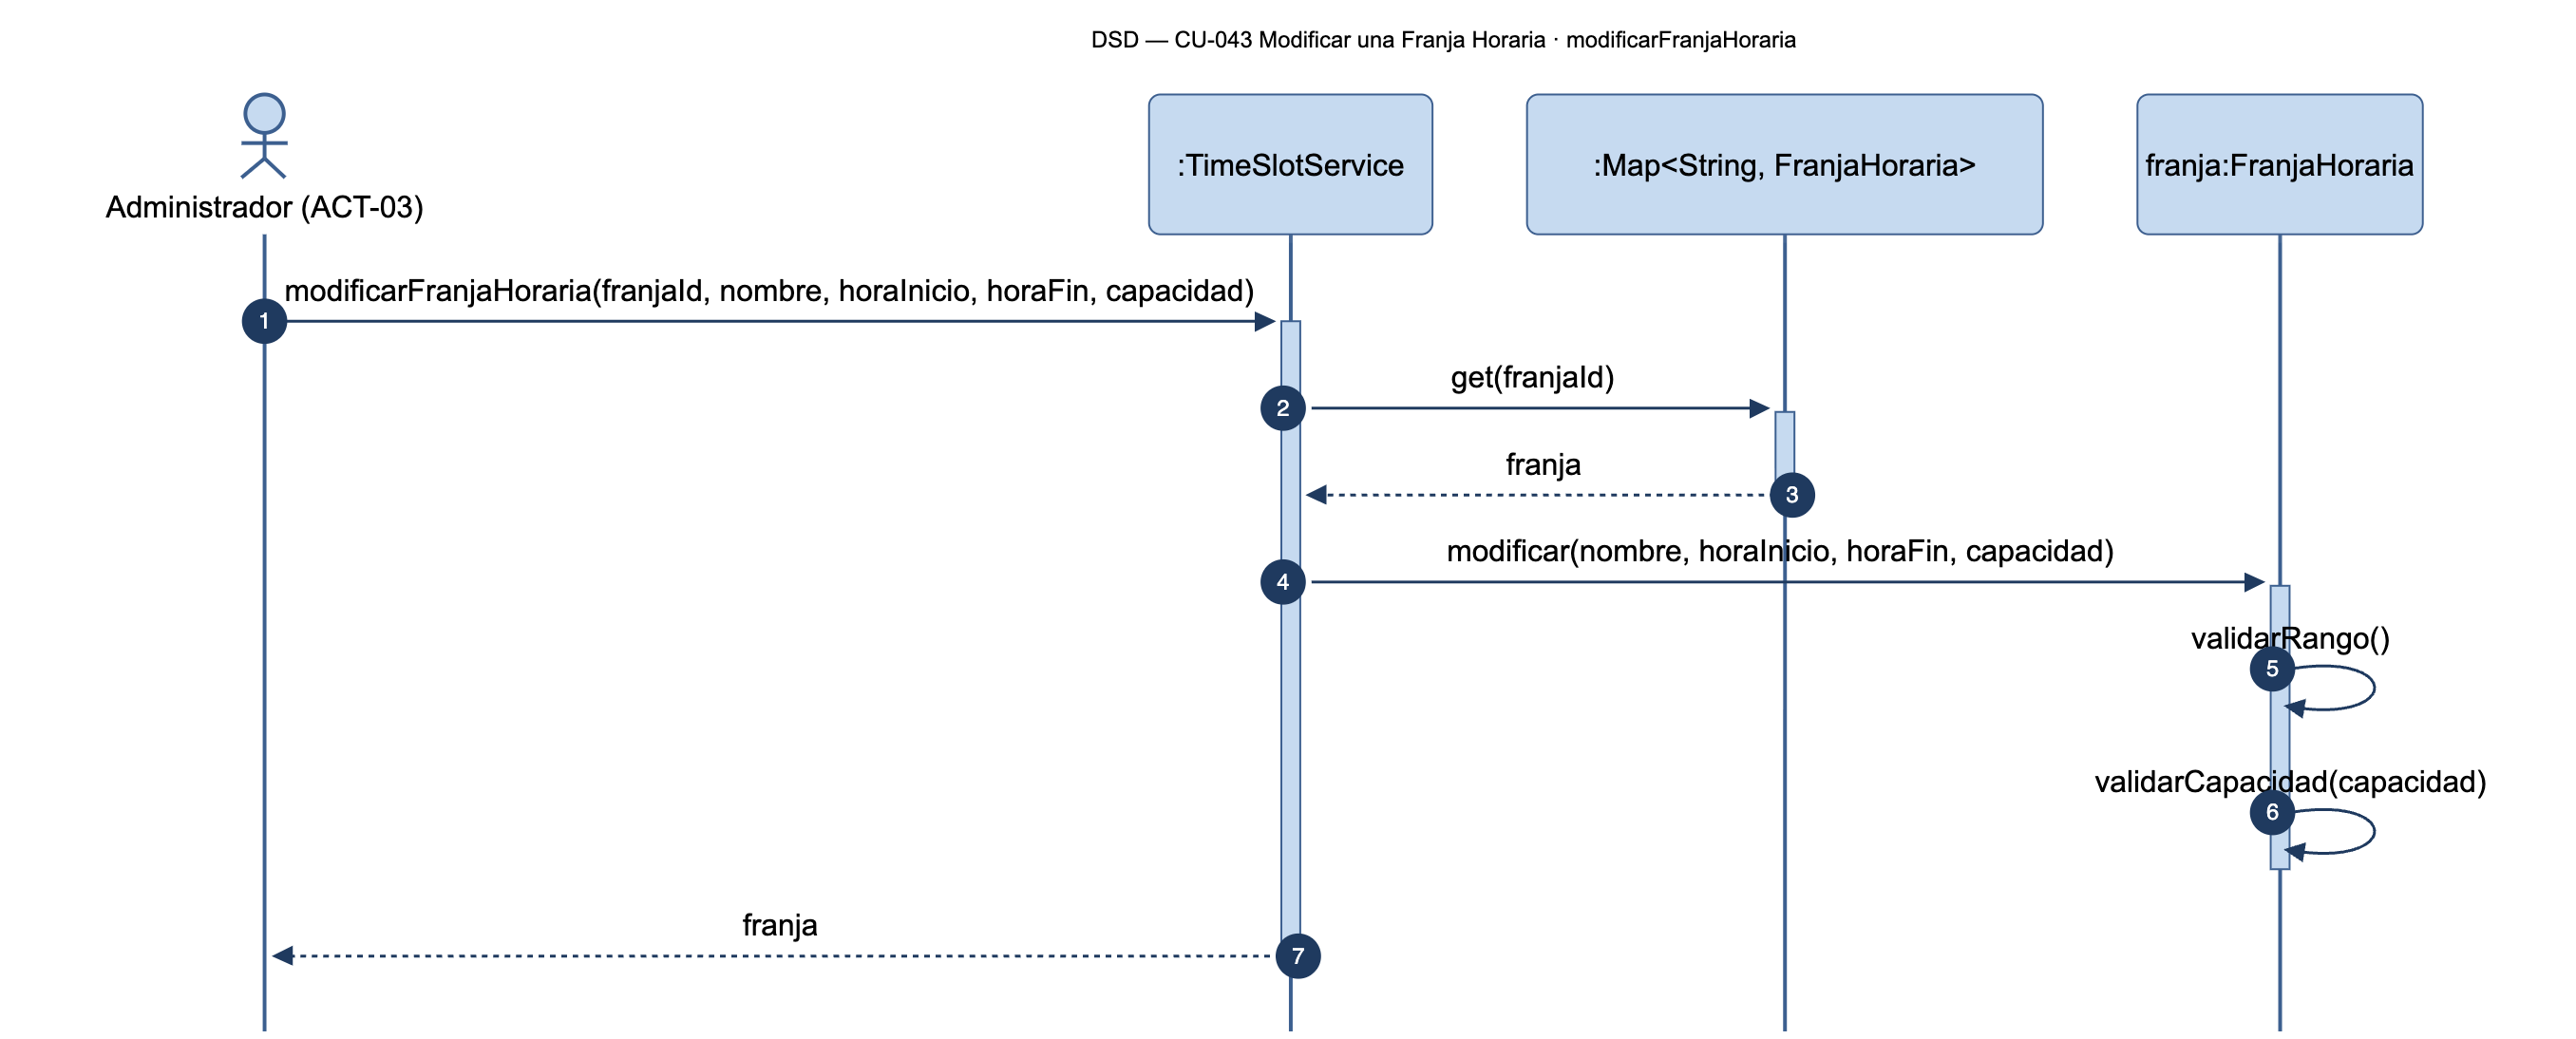 DSD — CU-043 Modificar una Franja Horaria · modificarFranjaHoraria
Administrador (ACT-03)
:TimeSlotService
:Map<String, FranjaHoraria>
franja:FranjaHoraria
modificarFranjaHoraria(franjaId, nombre, horaInicio, horaFin, capacidad)
1
get(franjaId)
2
franja
3
modificar(nombre, horaInicio, horaFin, capacidad)
4
validarRango()
5
validarCapacidad(capacidad)
6
franja
7